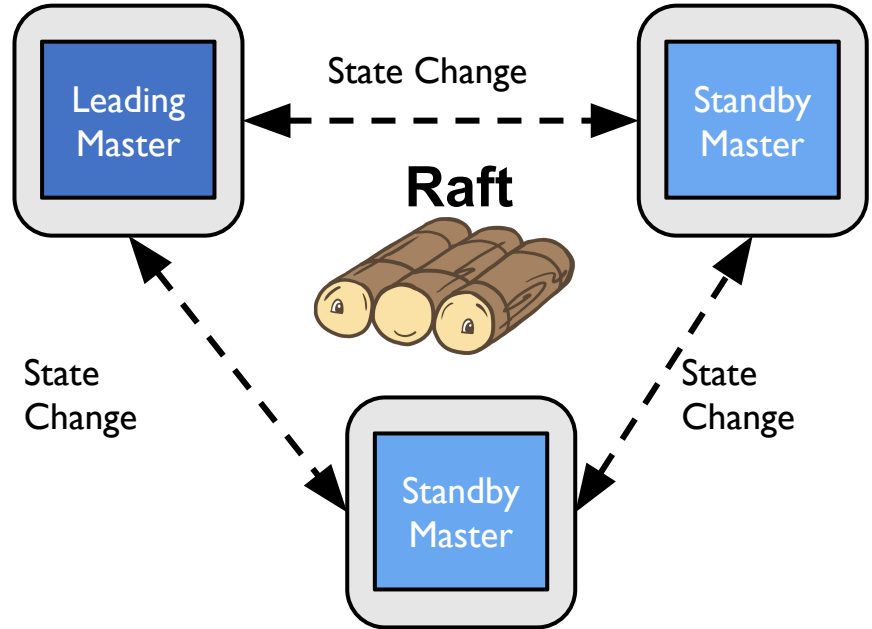 State Change
Leading
Master
Standby
Master
Raft
State
Change
State
Change
Standby
Master